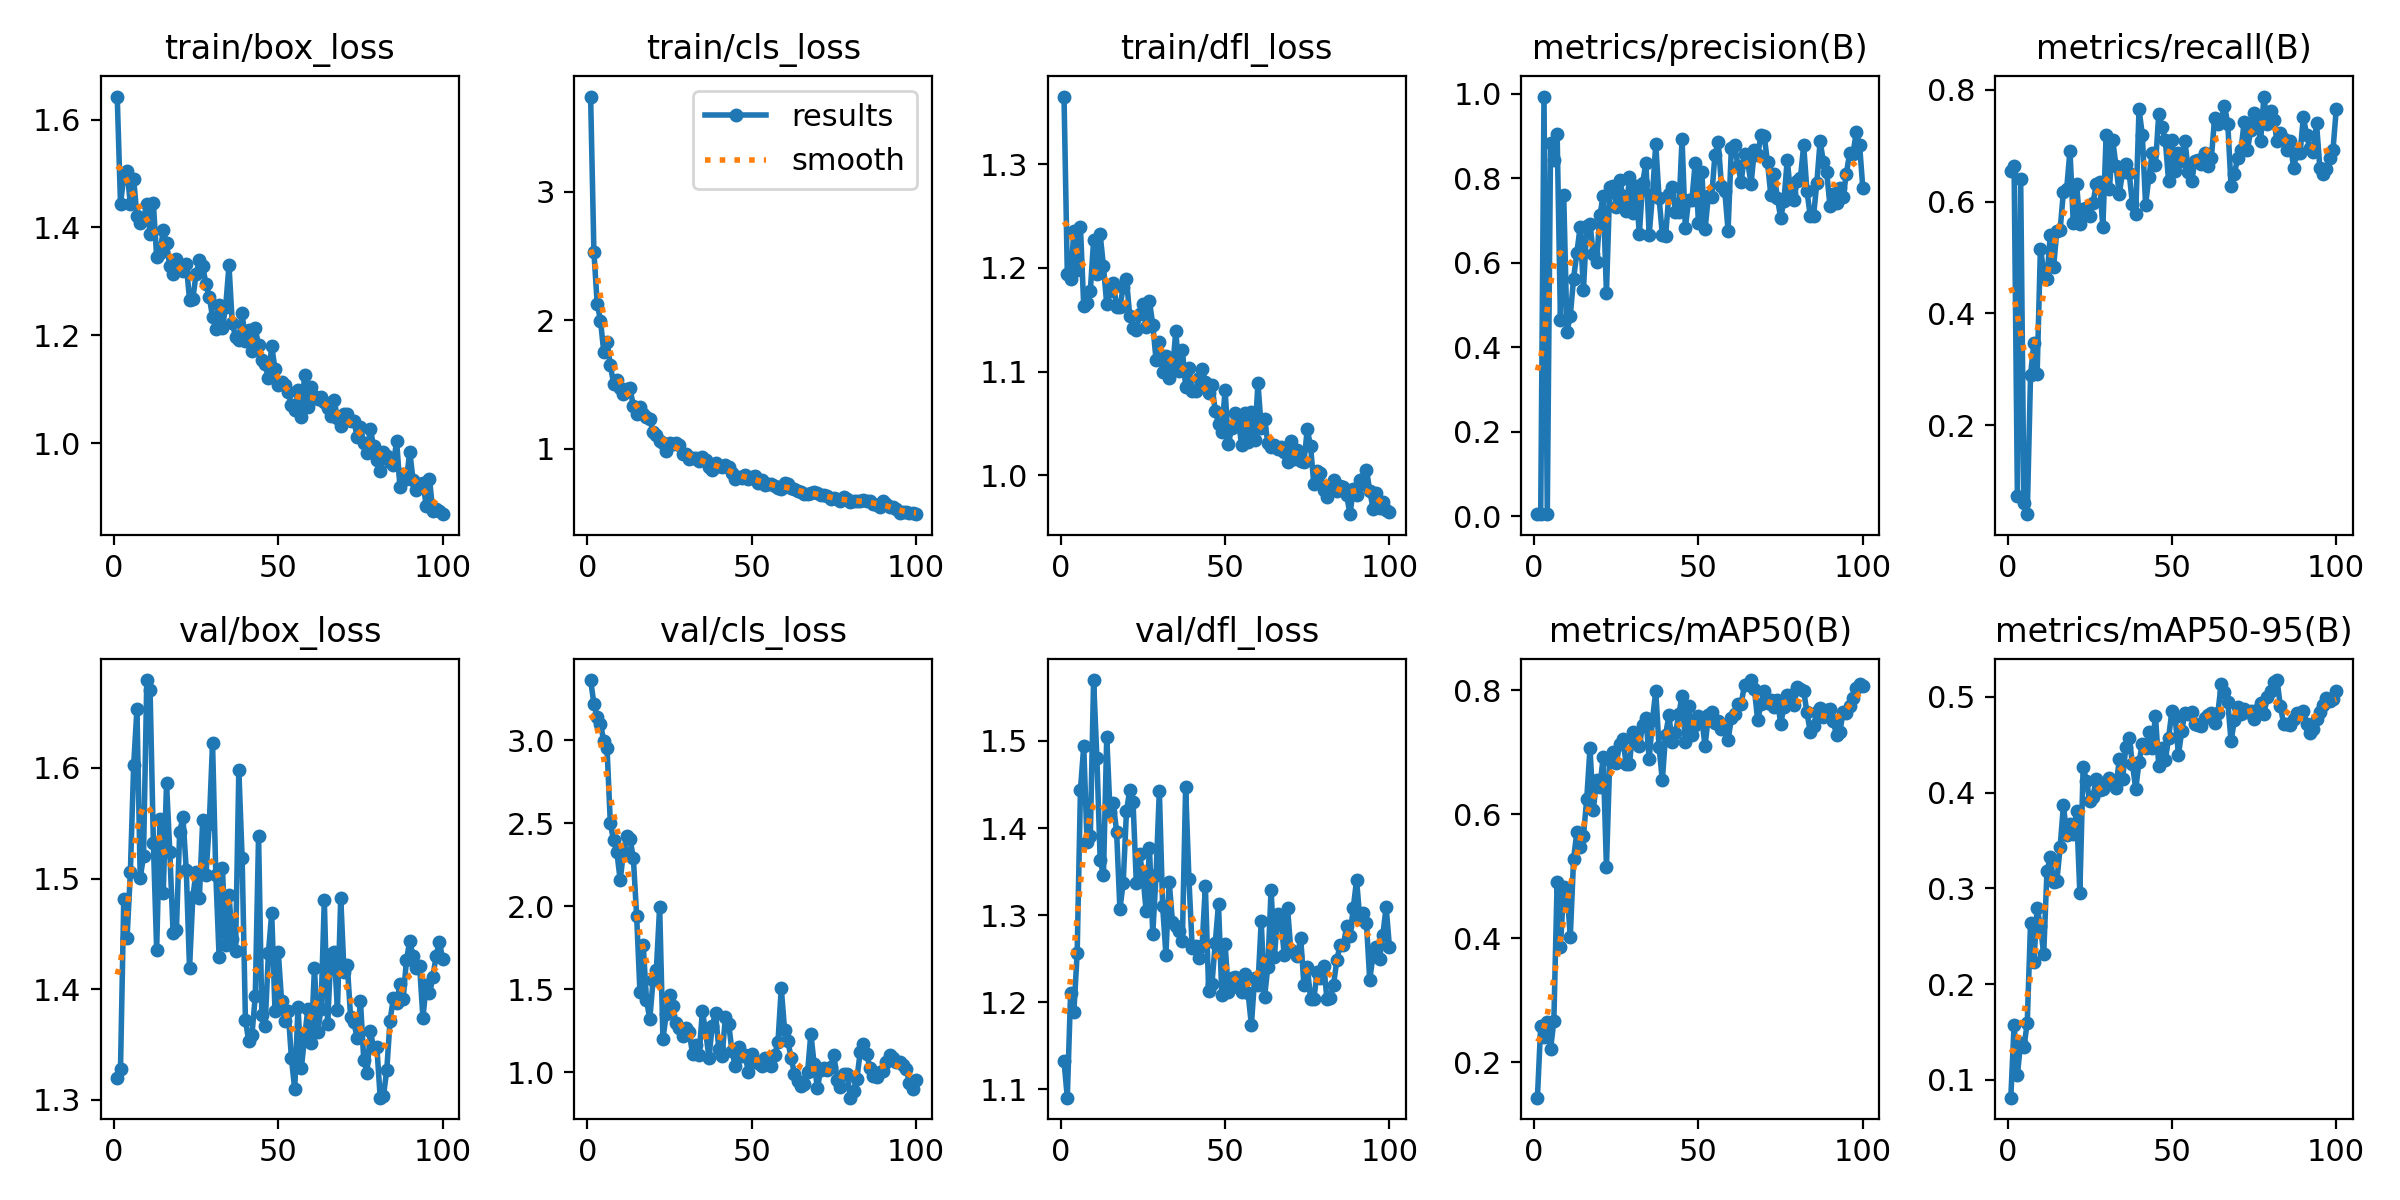 train/box_loss
1.6
1.4
1.2
1.0
0 50 100
train/cls_loss
results
smooth
3
2
1
0 50 100
train/dfl_loss
1.3
1.2
1.1
1.0
0 50 100
metrics/precision(B)
1.0
0.8
0.6
0.4
0.2
0.0
0 50 100
metrics/recall(B)
0.8
0.6
0.4
0.2
0 50 100
val/box_loss
1.6
1.5
1.4
1.3
0 50 100
val/cls_loss
3.0
2.5
2.0
1.5
1.0
0 50 100
val/dfl_loss
1.5
1.4
1.3
1.2
1.1
0 50 100
metrics/mAP50(B)
0.8
0.6
0.4
0.2
0 50 100
metrics/mAP50-95(B)
0.5
0.4
0.3
0.2
0.1
0 50 100